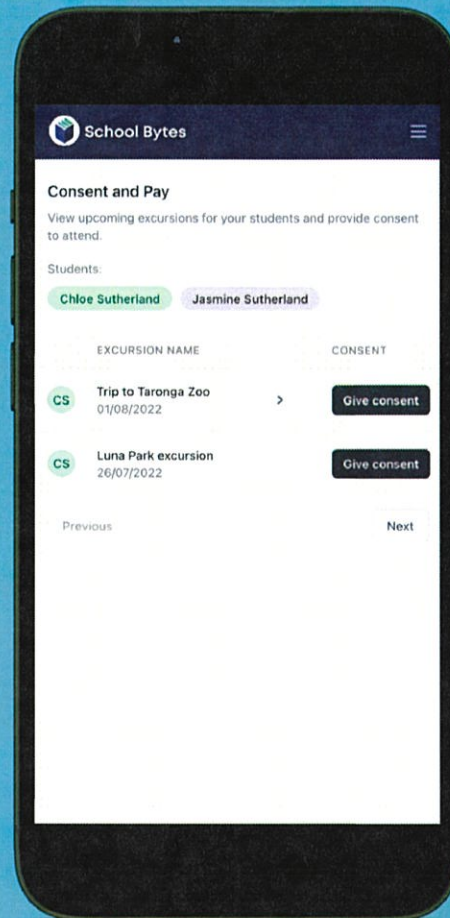 School Bytes
Consent and Pay
View upcoming excursions for your students and provide consent
to attend.
Students:
Chloe Sutherland Jasmine Sutherland
EXCURSION NAME CONSENT
CS Trip to Taronga Zoo > Give consent
01/08/2022
CS Luna Park excursion Give consent
26/07/2022
Previous Next